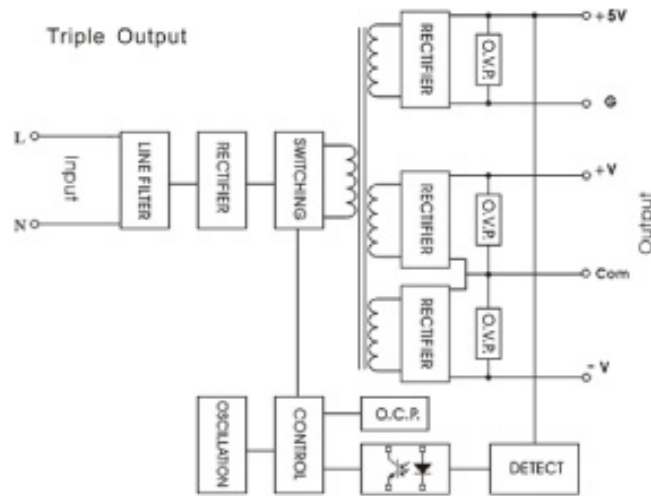 Triple Output
L
Input
N
LINE FILTER
RECTIFIER
SWITCHING
RECTIFIER
O.V.P.
+5V
G
RECTIFIER
O.V.P.
+V
Com
RECTIFIER
O.V.P.
- V
Output
OSCILLATION
CONTROL
O.C.P.
DETECT